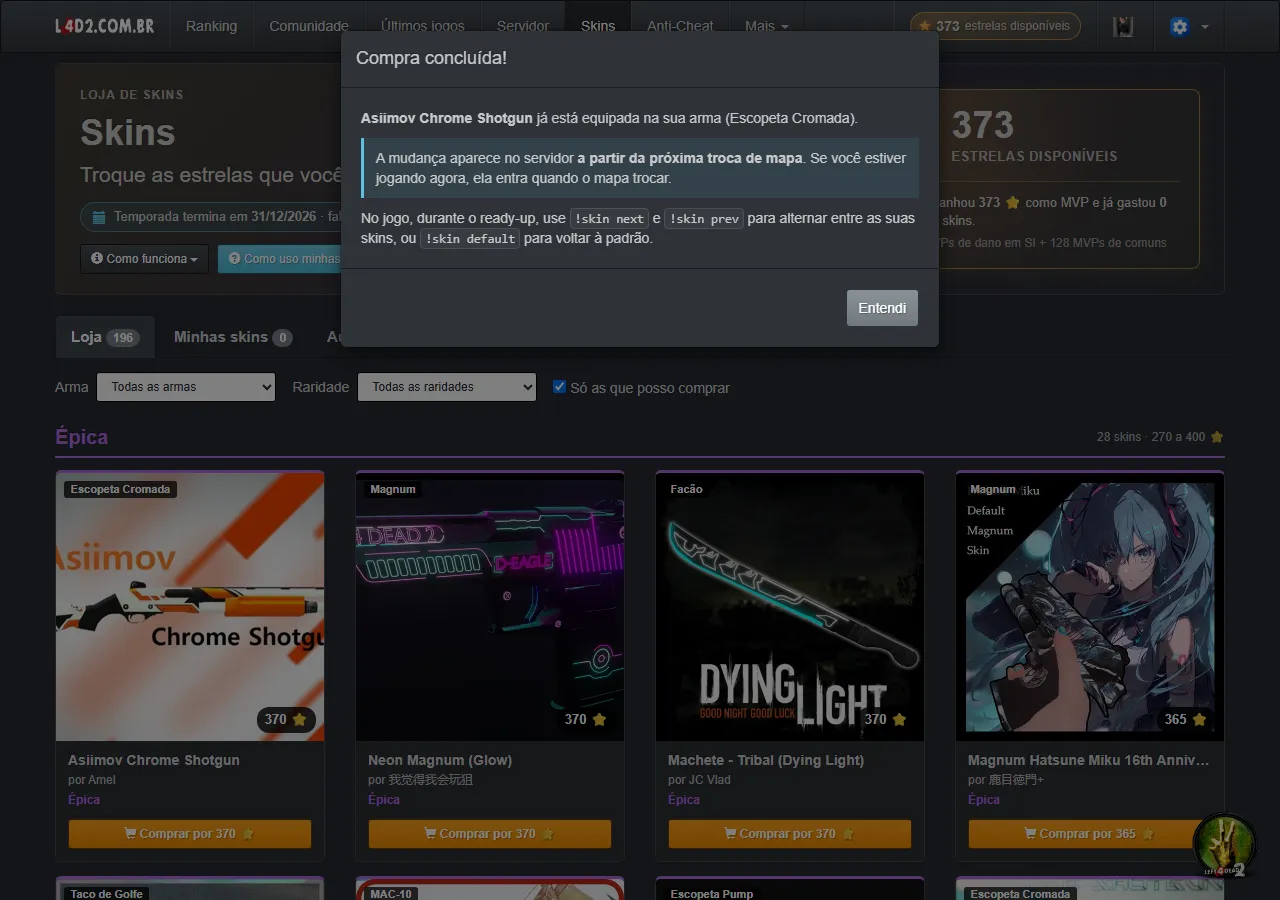 L4D2.COM.BR
Ranking
Comunidade
Últimos jogos
Servidor
Skins
Anti-Cheat
Mais
373 estrelas disponíveis
Compra concluída!
Asiimov Chrome Shotgun já está equipada na sua arma (Escopeta Cromada).
A mudança aparece no servidor a partir da próxima troca de mapa. Se você estiver
jogando agora, ela entra quando o mapa trocar.
No jogo, durante o ready-up, use !skin next e !skin prev para alternar entre as suas
skins, ou !skin default para voltar à padrão.
Entendi
LOJA DE SKINS
Skins
Troque as estrelas que você
Temporada termina em 31/12/2026 · fal
Como funciona
Como uso minhas
373
ESTRELAS DISPONÍVEIS
anhou 373 como MVP e já gastou 0
skins.
Ps de dano em SI + 128 MVPs de comuns
Loja 196
Minhas skins 0
Arma
Todas as armas
Raridade
Todas as raridades
Só as que posso comprar
Épica
28 skins · 270 a 400
Escopeta Cromada
Asiimov
Chrome Shotgu
370
Asiimov Chrome Shotgun
por Amel
Épica
Comprar por 370
Magnum
4 DEAD 2
D-EAGLE
370
Neon Magnum (Glow)
por 我觉得我会玩狙
Épica
Comprar por 370
Facão
DYING
LIGHT
GOOD NIGHT GOOD LUCK
370
Machete - Tribal (Dying Light)
por JC Vlad
Épica
Comprar por 370
Magnum
iku
Default
Magnum
Skin
365
Magnum Hatsune Miku 16th Anniv...
por 鹿目徳門+
Épica
Comprar por 365
LEFT4DEAD2
Taco de Golfe
MAC-10
Escopeta Pump
Escopeta Cromada